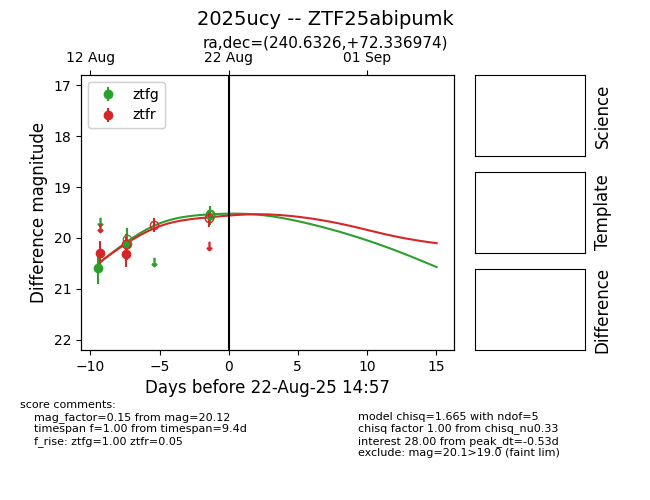 2025ucy -- ZTF25abipumk
ra,dec=(240.6326,+72.336974)
12 Aug 22 Aug 01 Sep
ztfg
ztfr
17
18
19
20
21
22
Difference magnitude
−10 −5 0 5 10 15
Days before 22-Aug-25 14:57
Science
Template
Difference
score comments:
mag_factor=0.15 from mag=20.12
timespan f=1.00 from timespan=9.4d
f_rise: ztfg=1.00 ztfr=0.05
model chisq=1.665 with ndof=5
chisq factor 1.00 from chisq_nu0.33
interest 28.00 from peak_dt=-0.53d
exclude: mag=20.1>19.0 (faint lim)